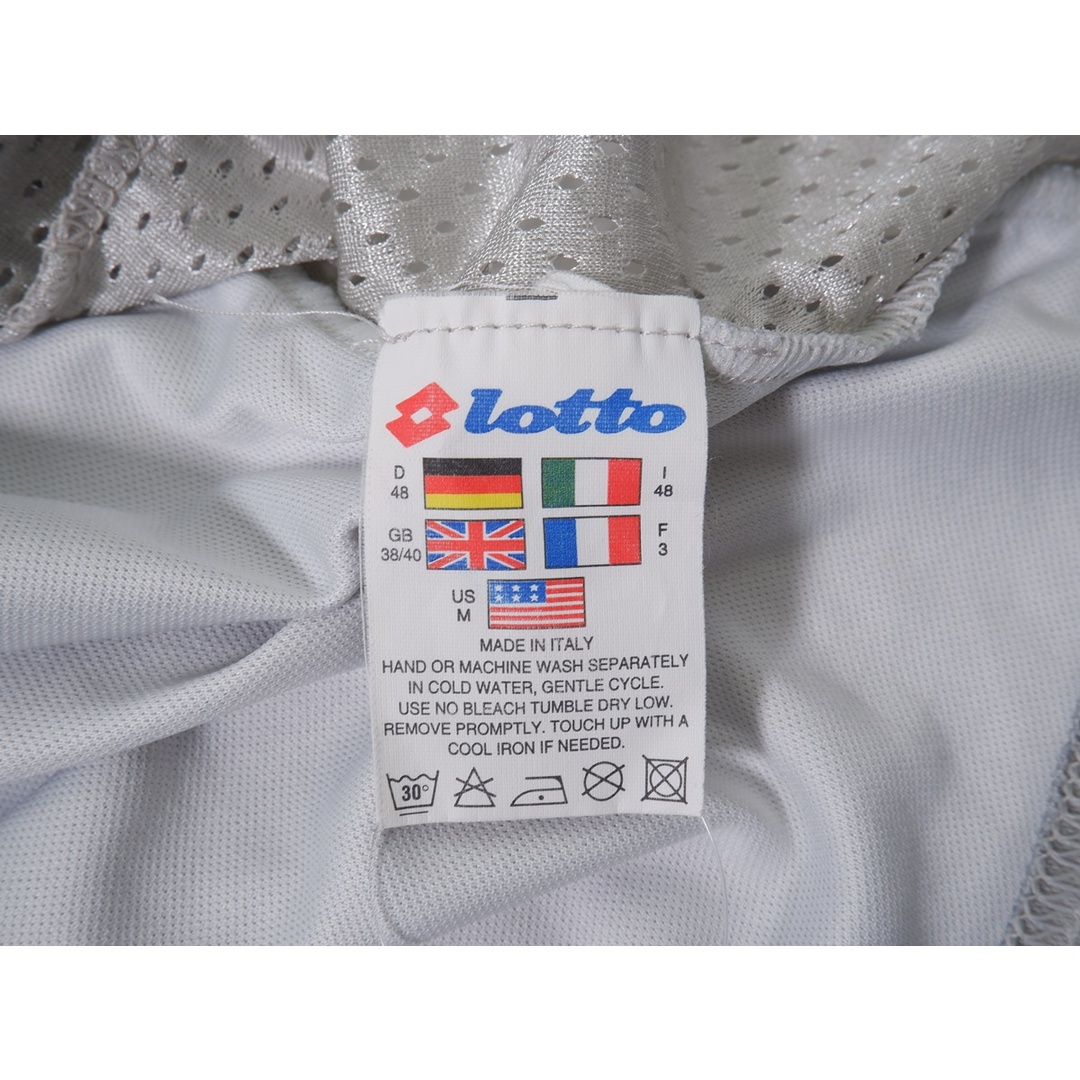 lotto
D
48
I
48
GB
38/40
F
3
US
M
MADE IN ITALY
HAND OR MACHINE WASH SEPARATELY
IN COLD WATER, GENTLE CYCLE.
USE NO BLEACH TUMBLE DRY LOW.
REMOVE PROMPTLY. TOUCH UP WITH A
COOL IRON IF NEEDED.
30°